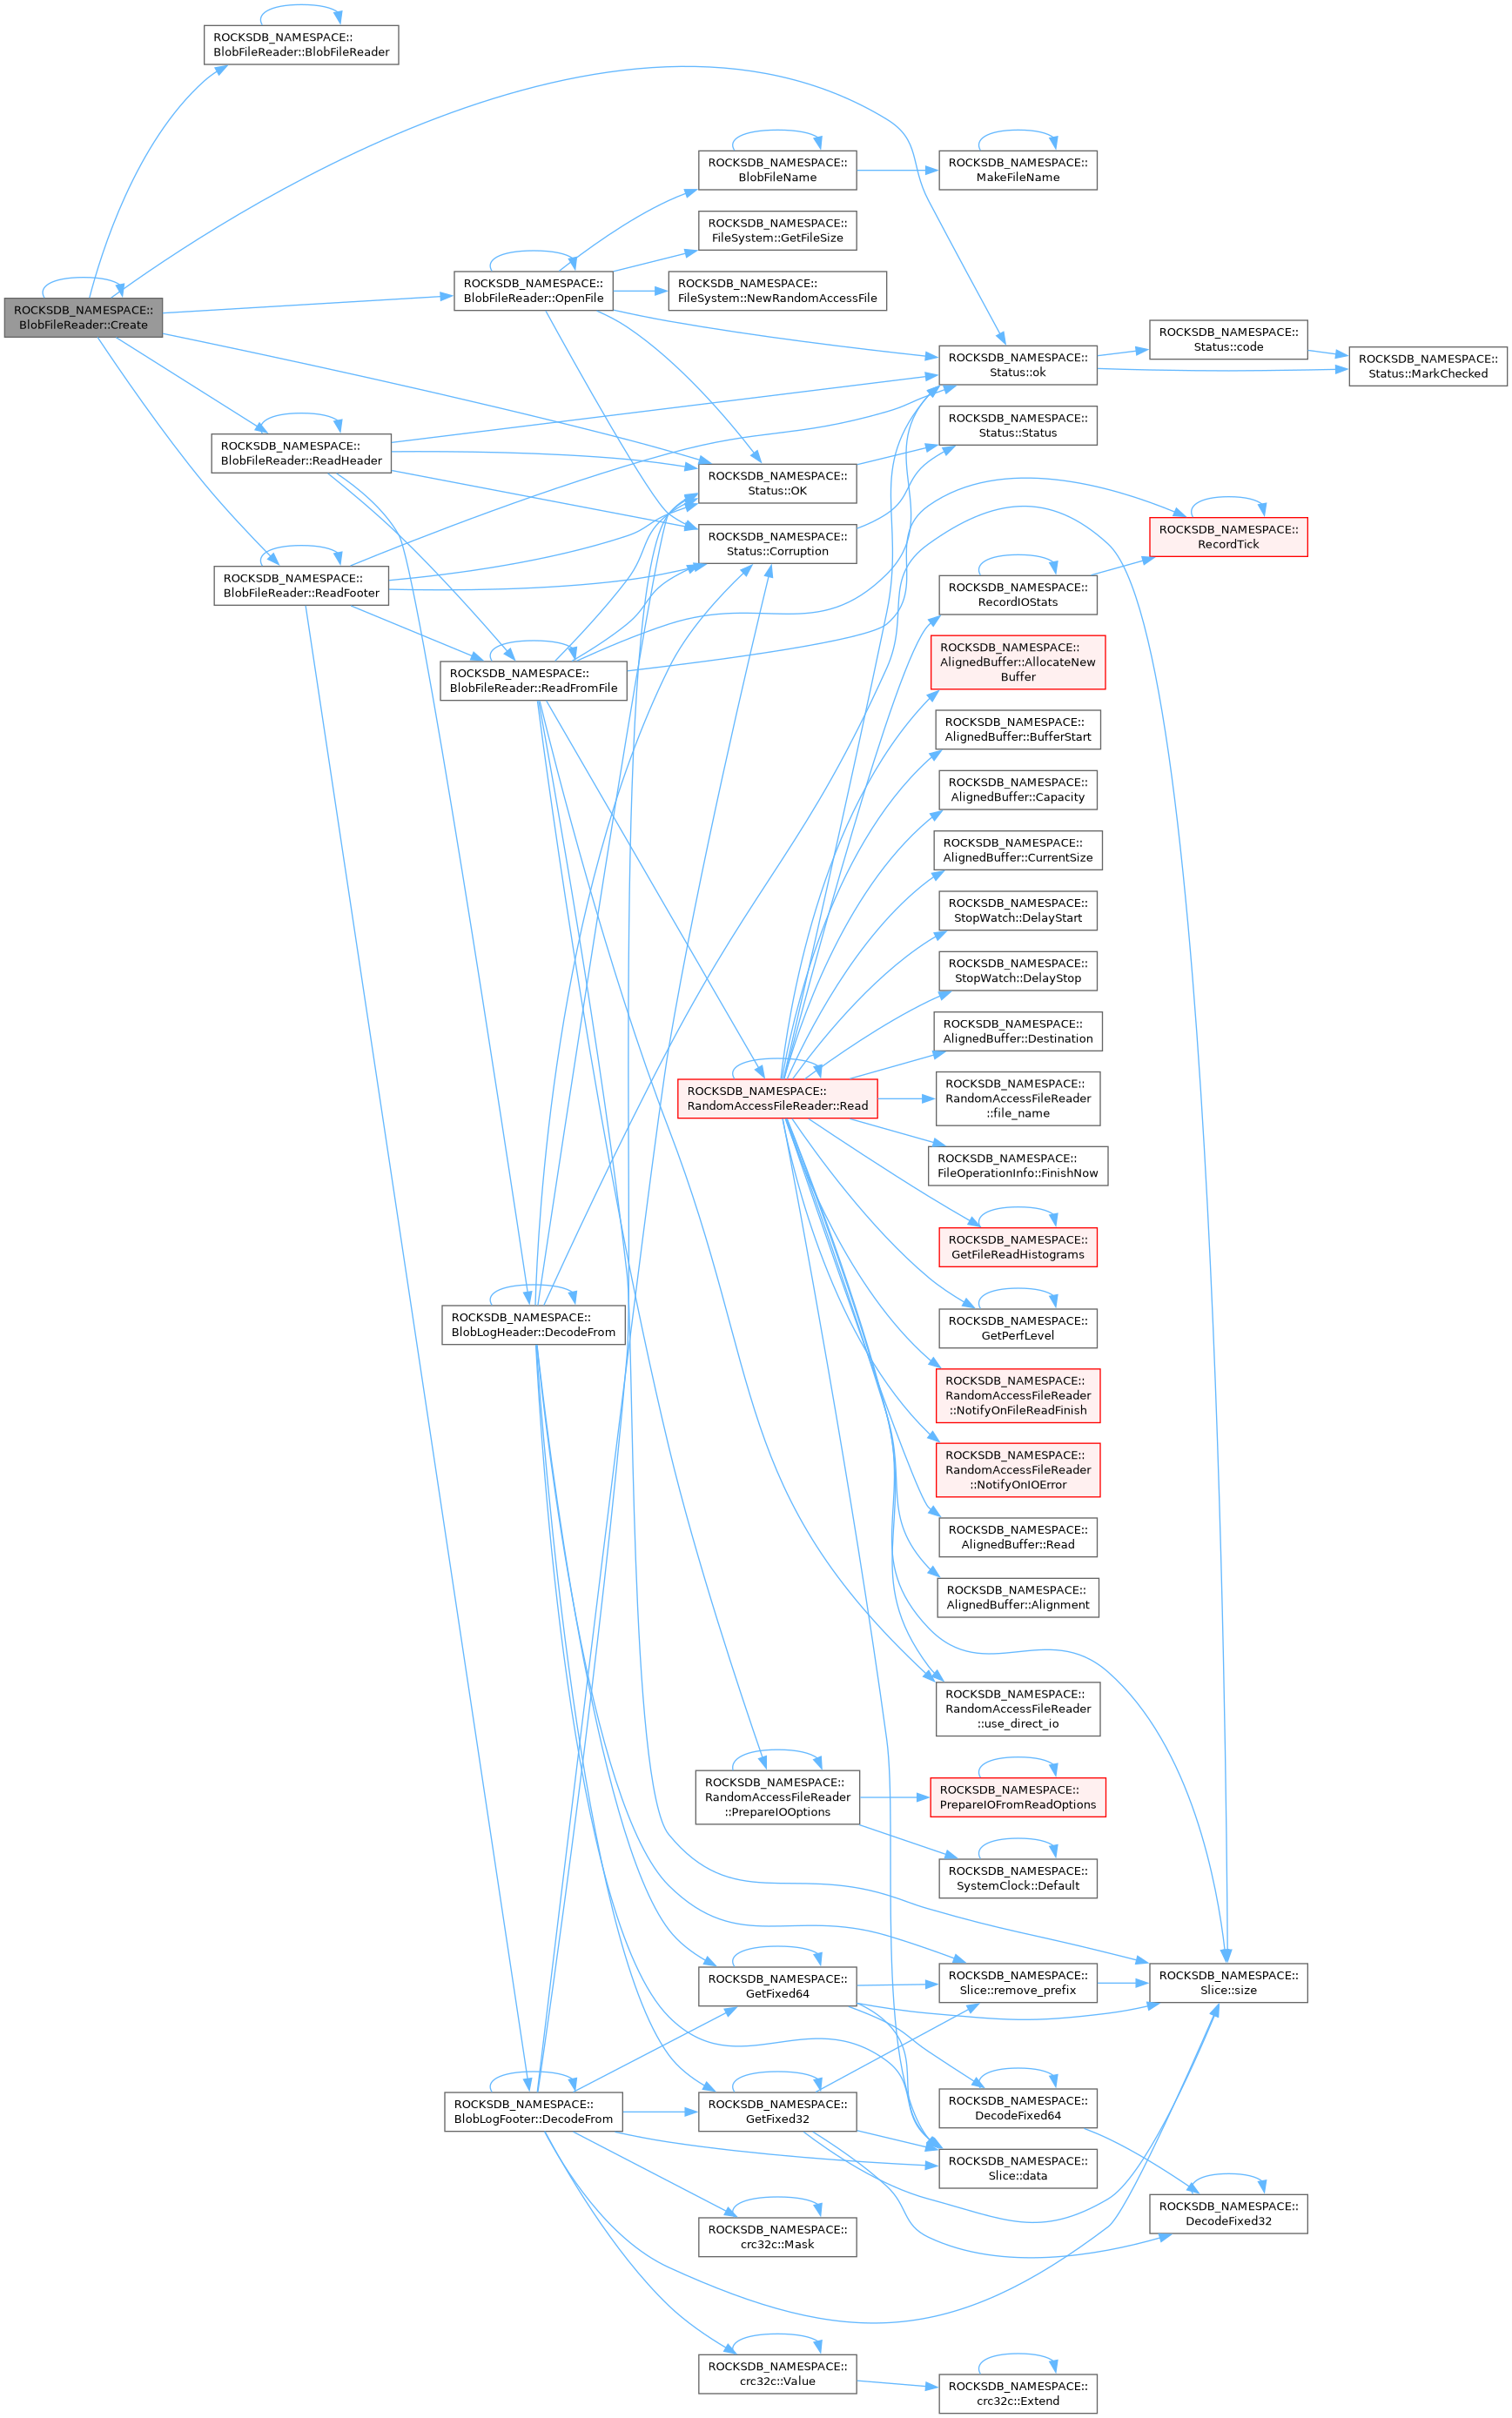 ROCKSDB_NAMESPACE::
BlobFileReader::BlobFileReader
ROCKSDB_NAMESPACE::
BlobFileName
ROCKSDB_NAMESPACE::
MakeFileName
ROCKSDB_NAMESPACE::
FileSystem::GetFileSize
ROCKSDB_NAMESPACE::
BlobFileReader::OpenFile
ROCKSDB_NAMESPACE::
FileSystem::NewRandomAccessFile
ROCKSDB_NAMESPACE::
BlobFileReader::Create
ROCKSDB_NAMESPACE::
Status::ok
ROCKSDB_NAMESPACE::
Status::code
ROCKSDB_NAMESPACE::
Status::MarkChecked
ROCKSDB_NAMESPACE::
Status::Status
ROCKSDB_NAMESPACE::
BlobFileReader::ReadHeader
ROCKSDB_NAMESPACE::
Status::OK
ROCKSDB_NAMESPACE::
Status::Corruption
ROCKSDB_NAMESPACE::
RecordTick
ROCKSDB_NAMESPACE::
BlobFileReader::ReadFooter
ROCKSDB_NAMESPACE::
RecordIOStats
ROCKSDB_NAMESPACE::
BlobFileReader::ReadFromFile
ROCKSDB_NAMESPACE::
AlignedBuffer::AllocateNew
Buffer
ROCKSDB_NAMESPACE::
AlignedBuffer::BufferStart
ROCKSDB_NAMESPACE::
AlignedBuffer::Capacity
ROCKSDB_NAMESPACE::
AlignedBuffer::CurrentSize
ROCKSDB_NAMESPACE::
StopWatch::DelayStart
ROCKSDB_NAMESPACE::
StopWatch::DelayStop
ROCKSDB_NAMESPACE::
AlignedBuffer::Destination
ROCKSDB_NAMESPACE::
RandomAccessFileReader::Read
ROCKSDB_NAMESPACE::
RandomAccessFileReader
::file_name
ROCKSDB_NAMESPACE::
FileOperationInfo::FinishNow
ROCKSDB_NAMESPACE::
GetFileReadHistograms
ROCKSDB_NAMESPACE::
BlobLogHeader::DecodeFrom
ROCKSDB_NAMESPACE::
GetPerfLevel
ROCKSDB_NAMESPACE::
RandomAccessFileReader
::NotifyOnFileReadFinish
ROCKSDB_NAMESPACE::
RandomAccessFileReader
::NotifyOnIOError
ROCKSDB_NAMESPACE::
AlignedBuffer::Read
ROCKSDB_NAMESPACE::
AlignedBuffer::Alignment
ROCKSDB_NAMESPACE::
RandomAccessFileReader
::use_direct_io
ROCKSDB_NAMESPACE::
RandomAccessFileReader
::PrepareIOOptions
ROCKSDB_NAMESPACE::
PrepareIOFromReadOptions
ROCKSDB_NAMESPACE::
SystemClock::Default
ROCKSDB_NAMESPACE::
GetFixed64
ROCKSDB_NAMESPACE::
Slice::remove_prefix
ROCKSDB_NAMESPACE::
Slice::size
ROCKSDB_NAMESPACE::
BlobLogFooter::DecodeFrom
ROCKSDB_NAMESPACE::
GetFixed32
ROCKSDB_NAMESPACE::
DecodeFixed64
ROCKSDB_NAMESPACE::
Slice::data
ROCKSDB_NAMESPACE::
DecodeFixed32
ROCKSDB_NAMESPACE::
crc32c::Mask
ROCKSDB_NAMESPACE::
crc32c::Value
ROCKSDB_NAMESPACE::
crc32c::Extend